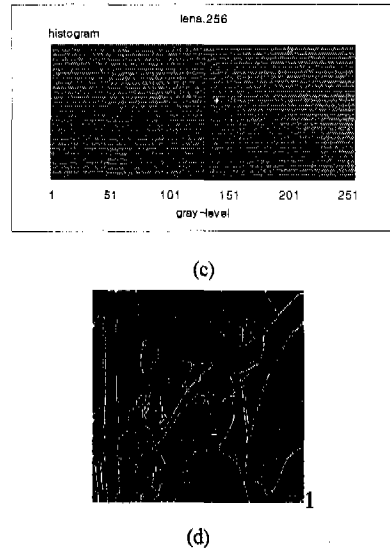 lena.256
histogram
1 51 101 151 201 251
gray-level
(c)
1
(d)